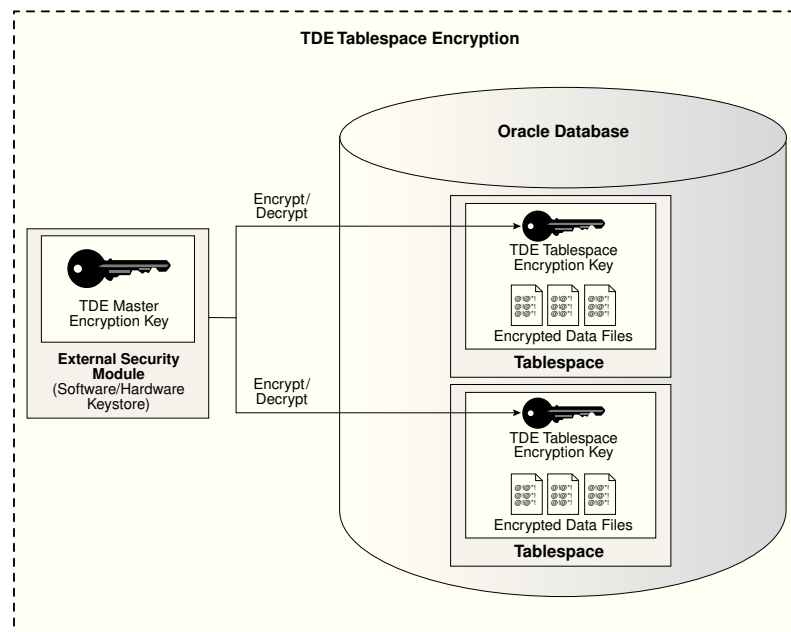 TDE Tablespace Encryption
Oracle Database
Encrypt/
Decrypt
TDE Tablespace
Encryption Key
@!@*!
@!@*!
@!@*!
@!@*!
@!@*!
@!@*!
@!@*!
@!@*!
@!@*!
Encrypted Data Files
Tablespace
TDE Master
Encryption Key
External Security
Module
(Software/Hardware
Keystore)
Encrypt/
Decrypt
TDE Tablespace
Encryption Key
@!@*!
@!@*!
@!@*!
@!@*!
@!@*!
@!@*!
@!@*!
@!@*!
@!@*!
Encrypted Data Files
Tablespace